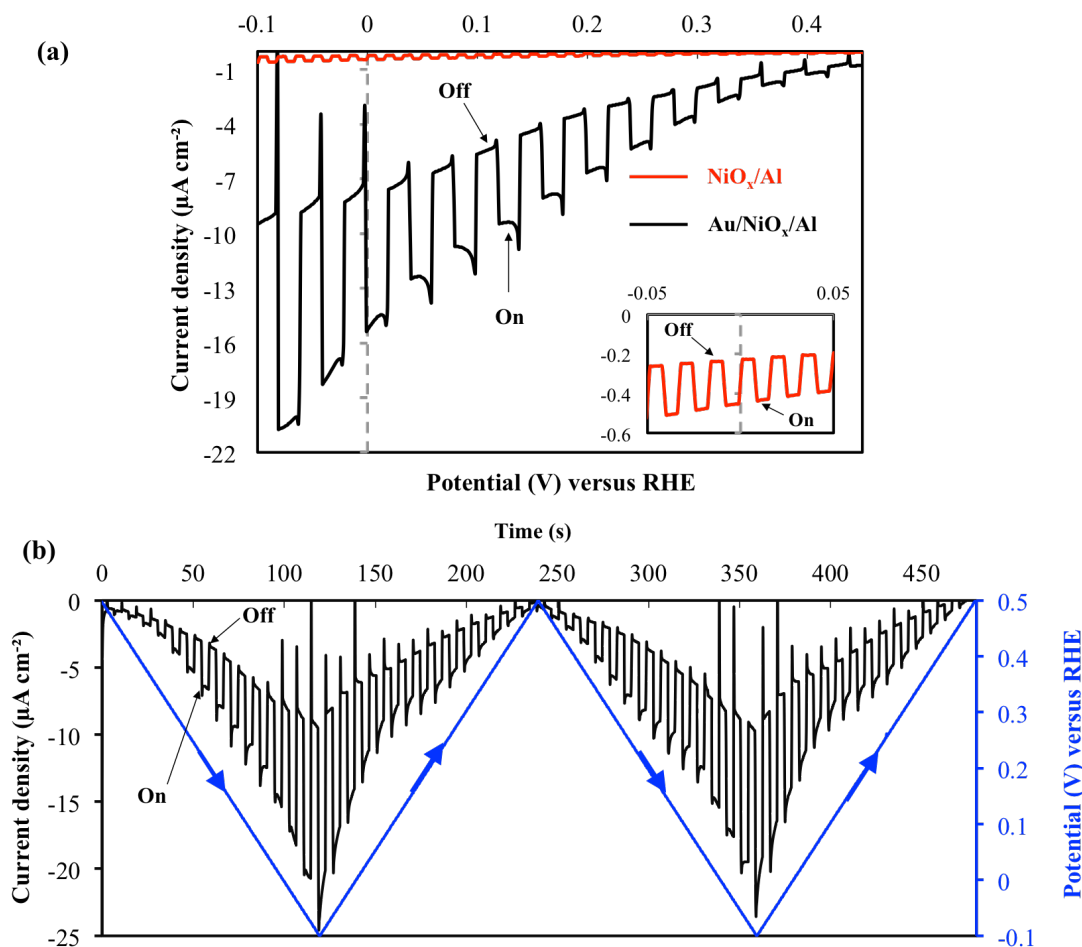 (a)
-0.1 0 0.1 0.2 0.3 0.4
-1
-4
-7
-10
-13
-16
-19
-22
Current density (µA cm⁻²)
Off
On
NiOₓ/Al
Au/NiOₓ/Al
-0.05 0.05
0
-0.2
-0.4
-0.6
Off
On
Potential (V) versus RHE
(b)
Time (s)
0 50 100 150 200 250 300 350 400 450
0
-5
-10
-15
-20
-25
Current density (µA cm⁻²)
Off
On
0.5
0.4
0.3
0.2
0.1
0
-0.1
Potential (V) versus RHE